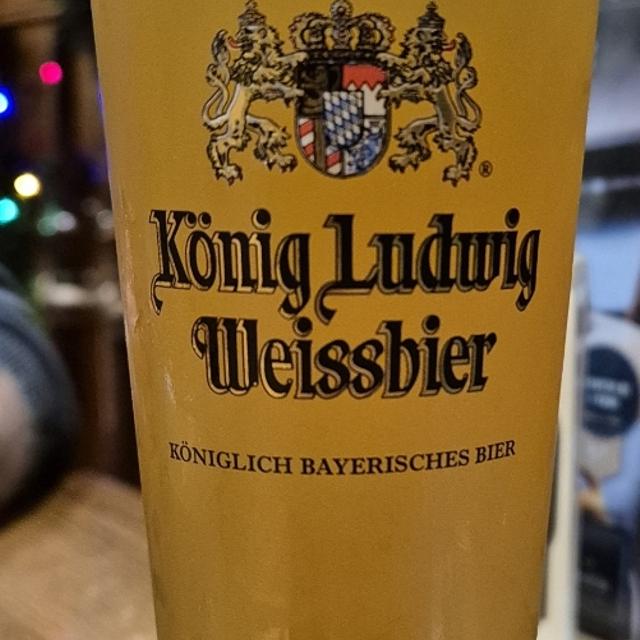 ®
König Ludwig
Weissbier
KÖNIGLICH BAYERISCHES BIER